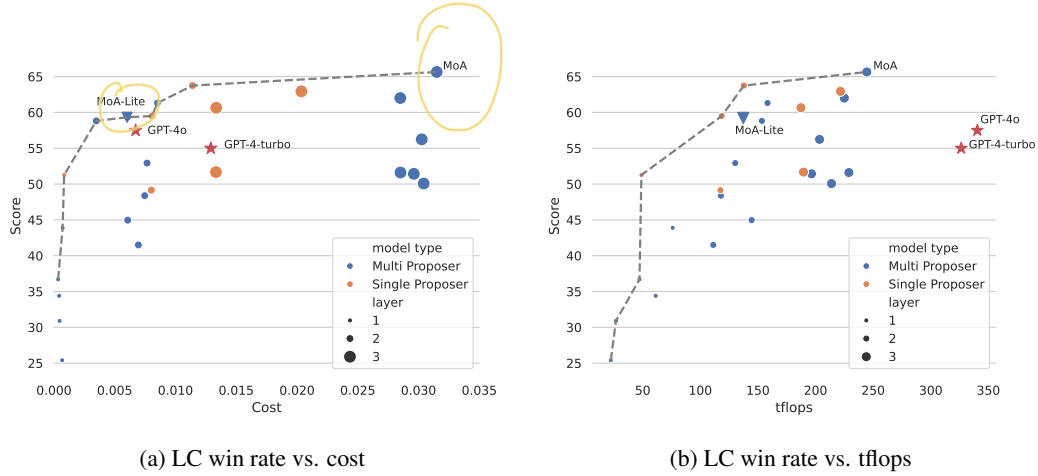 65
60
55
50
45
40
35
30
25
Score
MoA
MoA-Lite
GPT-4o
GPT-4-turbo
model type
Multi Proposer
Single Proposer
layer
1
2
3
0.000 0.005 0.010 0.015 0.020 0.025 0.030 0.035
Cost
(a) LC win rate vs. cost
65
60
55
50
45
40
35
30
25
Score
MoA
MoA-Lite
GPT-4o
GPT-4-turbo
model type
Multi Proposer
Single Proposer
layer
1
2
3
50 100 150 200 250 300 350
tflops
(b) LC win rate vs. tflops